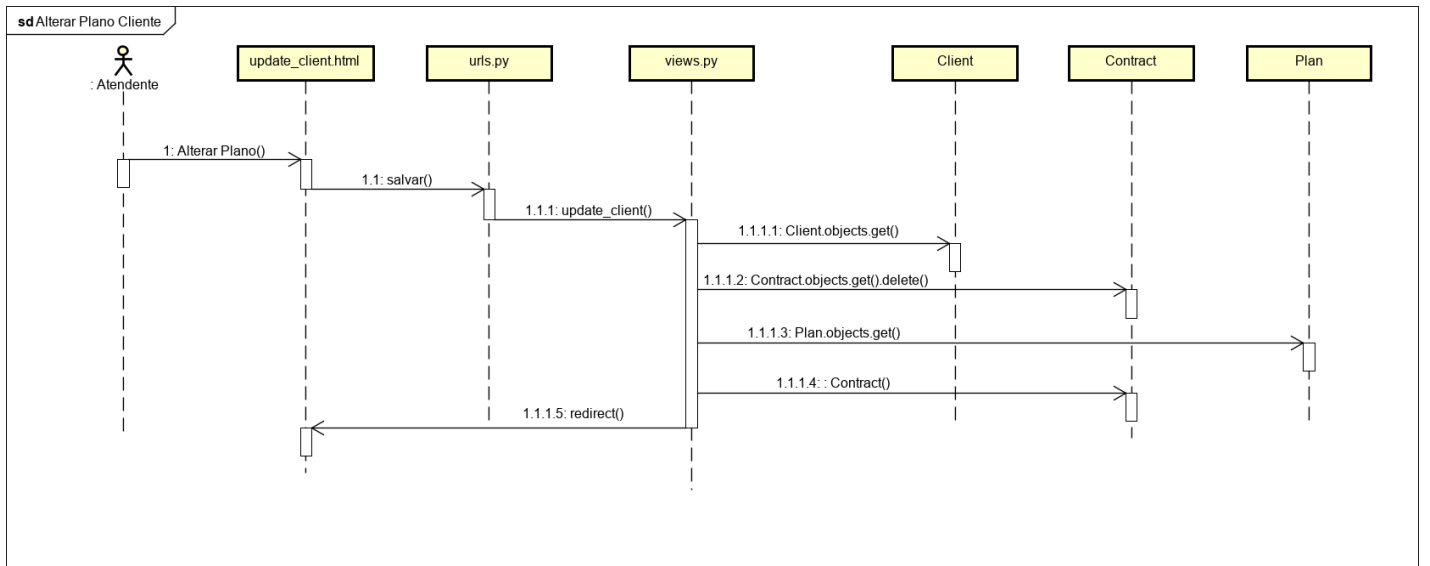 sd Alterar Plano Cliente
: Atendente
update_client.html
urls.py
views.py
Client
Contract
Plan
1: Alterar Plano()
1.1: salvar()
1.1.1: update_client()
1.1.1.1: Client.objects.get()
1.1.1.2: Contract.objects.get().delete()
1.1.1.3: Plan.objects.get()
1.1.1.4: : Contract()
1.1.1.5: redirect()